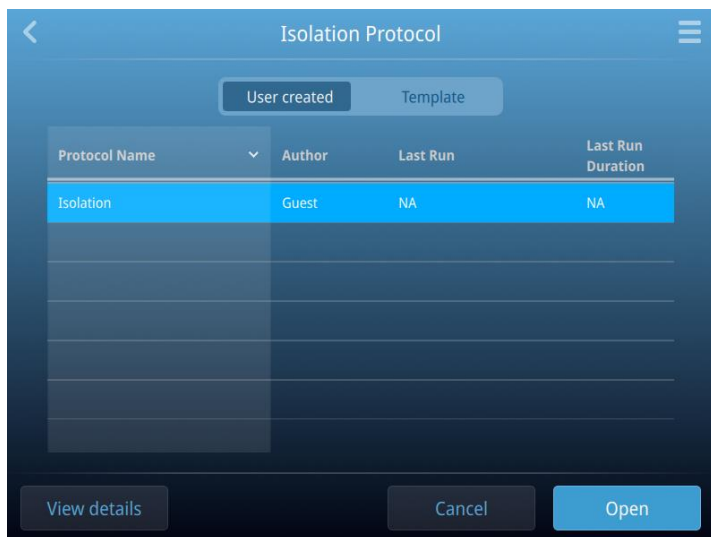 Isolation Protocol
User created Template
Protocol Name Author Last Run Last Run Duration
Isolation Guest NA NA
View details Cancel Open